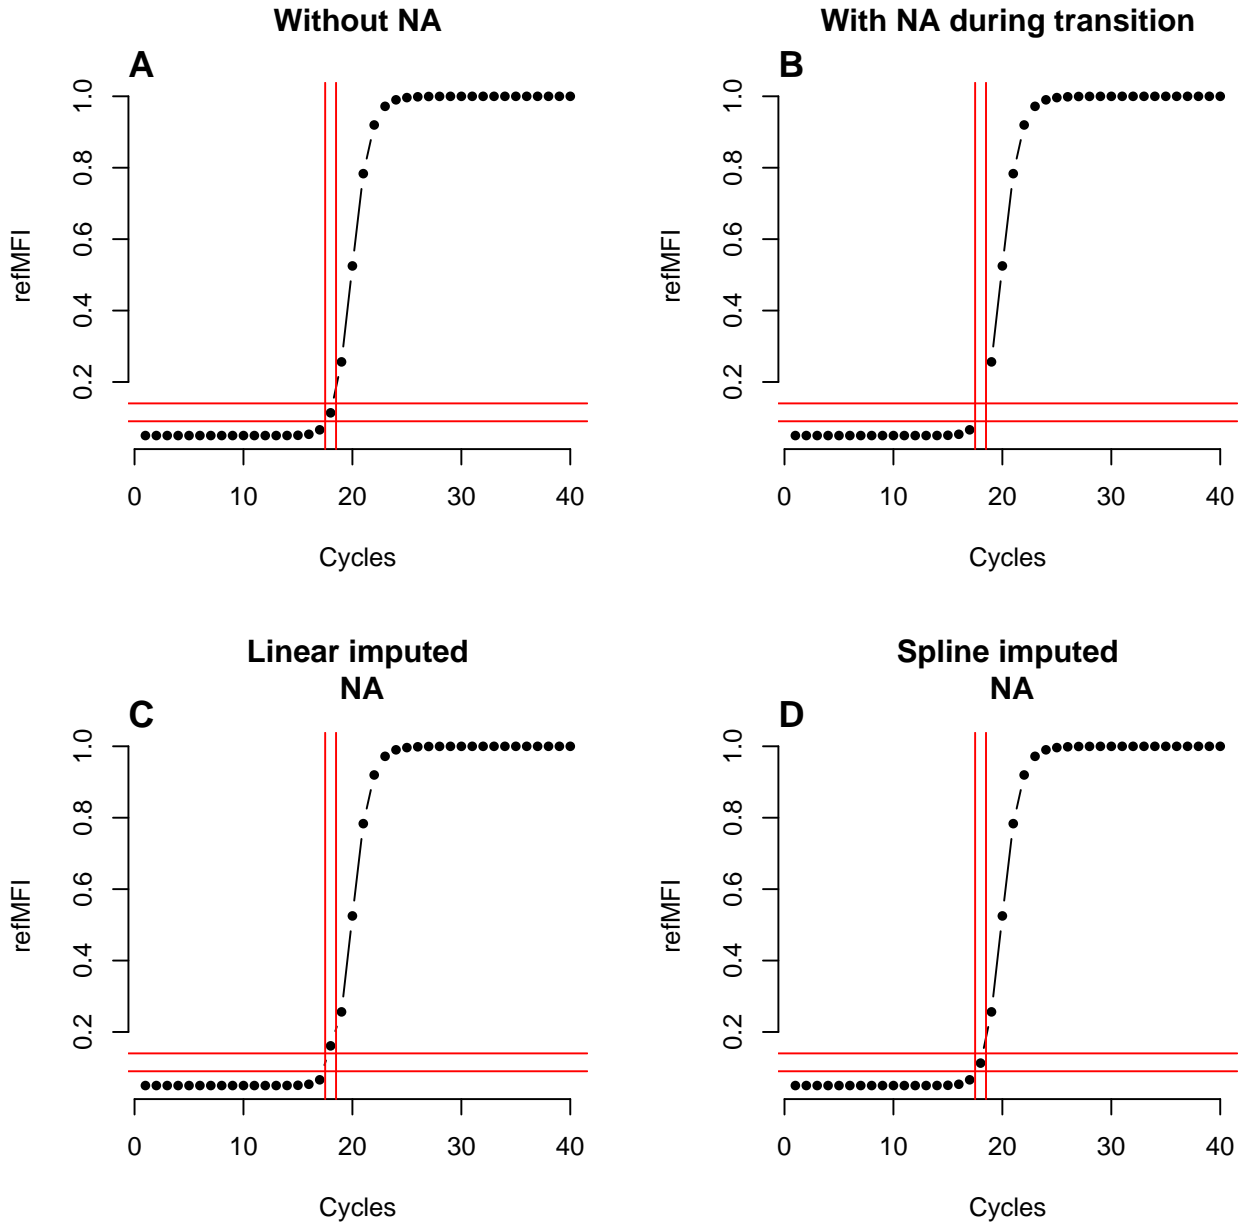 Without NA
A
1.0
0.8
0.6
0.4
0.2
refMFI
0 10 20 30 40
Cycles
With NA during transition
B
1.0
0.8
0.6
0.4
0.2
refMFI
0 10 20 30 40
Cycles
Linear imputed
NA
C
1.0
0.8
0.6
0.4
0.2
refMFI
0 10 20 30 40
Cycles
Spline imputed
NA
D
1.0
0.8
0.6
0.4
0.2
refMFI
0 10 20 30 40
Cycles